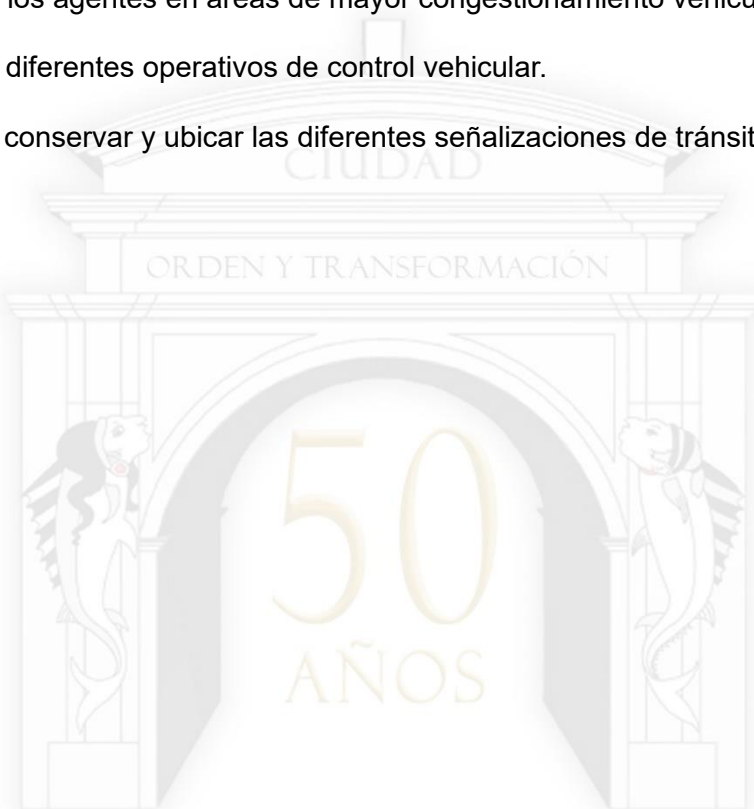 los agentes en áreas de mayor congestionamiento vehicu
diferentes operativos de control vehicular.
conservar y ubicar las diferentes señalizaciones de tránsit
CIUDAD
ORDEN Y TRANSFORMACIÓN
50
AÑOS